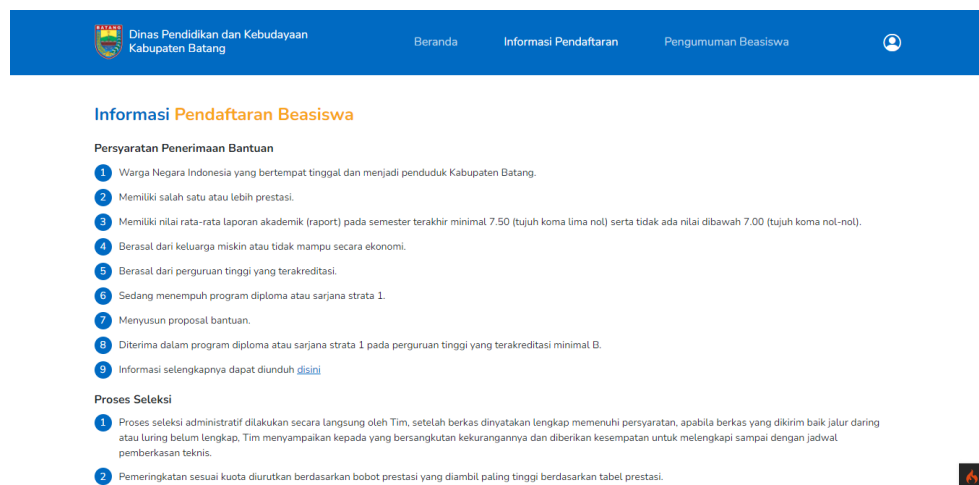 BATANG
Dinas Pendidikan dan Kebudayaan
Kabupaten Batang
Beranda
Informasi Pendaftaran
Pengumuman Beasiswa
Informasi Pendaftaran Beasiswa
Persyaratan Penerimaan Bantuan
1 Warga Negara Indonesia yang bertempat tinggal dan menjadi penduduk Kabupaten Batang.
2 Memiliki salah satu atau lebih prestasi.
3 Memiliki nilai rata-rata laporan akademik (raport) pada semester terakhir minimal 7.50 (tujuh koma lima nol) serta tidak ada nilai dibawah 7.00 (tujuh koma nol-nol).
4 Berasal dari keluarga miskin atau tidak mampu secara ekonomi.
5 Berasal dari perguruan tinggi yang terakreditasi.
6 Sedang menempuh program diploma atau sarjana strata 1.
7 Menyusun proposal bantuan.
8 Diterima dalam program diploma atau sarjana strata 1 pada perguruan tinggi yang terakreditasi minimal B.
9 Informasi selengkapnya dapat diunduh disini
Proses Seleksi
1 Proses seleksi administratif dilakukan secara langsung oleh Tim, setelah berkas dinyatakan lengkap memenuhi persyaratan, apabila berkas yang dikirim baik jalur daring
atau luring belum lengkap, Tim menyampaikan kepada yang bersangkutan kekurangannya dan diberikan kesempatan untuk melengkapi sampai dengan jadwal
pemberkasan teknis.
2 Pemeringkatan sesuai kuota diurutkan berdasarkan bobot prestasi yang diambil paling tinggi berdasarkan tabel prestasi.